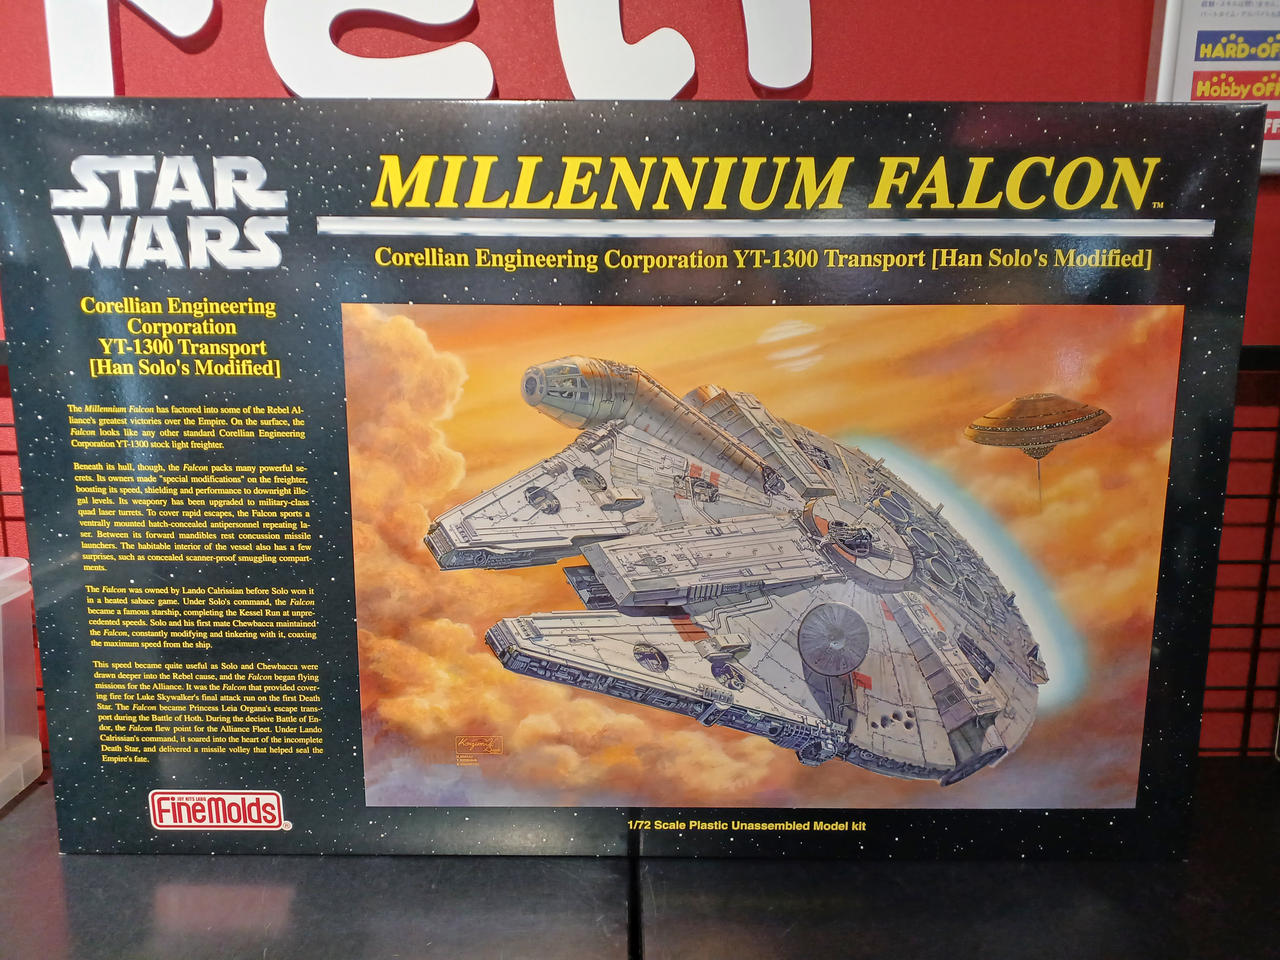 HARD-OFF
Hobby OFF
STAR
WARS
MILLENNIUM FALCON™
Corellian Engineering Corporation YT-1300 Transport [Han Solo's Modified]
Corellian Engineering
Corporation
YT-1300 Transport
[Han Solo's Modified]
The Millennium Falcon has factored into some of the Rebel Al-
liance's greatest victories over the Empire. On the surface, the
Falcon looks like any other standard Corellian Engineering
Corporation YT-1300 stock light freighter.
Beneath its hull, though, the Falcon packs many powerful se-
crets. Its owners made "special modifications" on the freighter,
boosting its speed, shielding and performance to downright ille-
gal levels. Its weaponry has been upgraded to military-class
quad laser turrets. To cover rapid escapes, the Falcon sports a
ventrally mounted hatch-concealed antipersonnel repeating la-
ser. Between its forward mandibles rest concussion missile
launchers. The habitable interior of the vessel also has a few
surprises, such as concealed scanner-proof smuggling compart-
ments.
The Falcon was owned by Lando Calrissian before Solo won it
in a heated sabacc game. Under Solo's command, the Falcon
became a famous starship, completing the Kessel Run at unpre-
cedented speeds. Solo and his first mate Chewbacca maintained
the Falcon, constantly modifying and tinkering with it, coaxing
the maximum speed from the ship.
This speed became quite useful as Solo and Chewbacca were
drawn deeper into the Rebel cause, and the Falcon began flying
missions for the Alliance. It was the Falcon that provided cover-
ing fire for Luke Skywalker's final attack run on the first Death
Star. The Falcon became Princess Leia Organa's escape trans-
port during the Battle of Hoth. During the decisive Battle of En-
dor, the Falcon flew point for the Alliance Fleet. Under Lando
Calrissian's command, it soared into the heart of the incomplete
Death Star, and delivered a missile volley that helped seal the
Empire's fate.
JOY KITS LABO
FineMolds®
1/72 Scale Plastic Unassembled Model kit